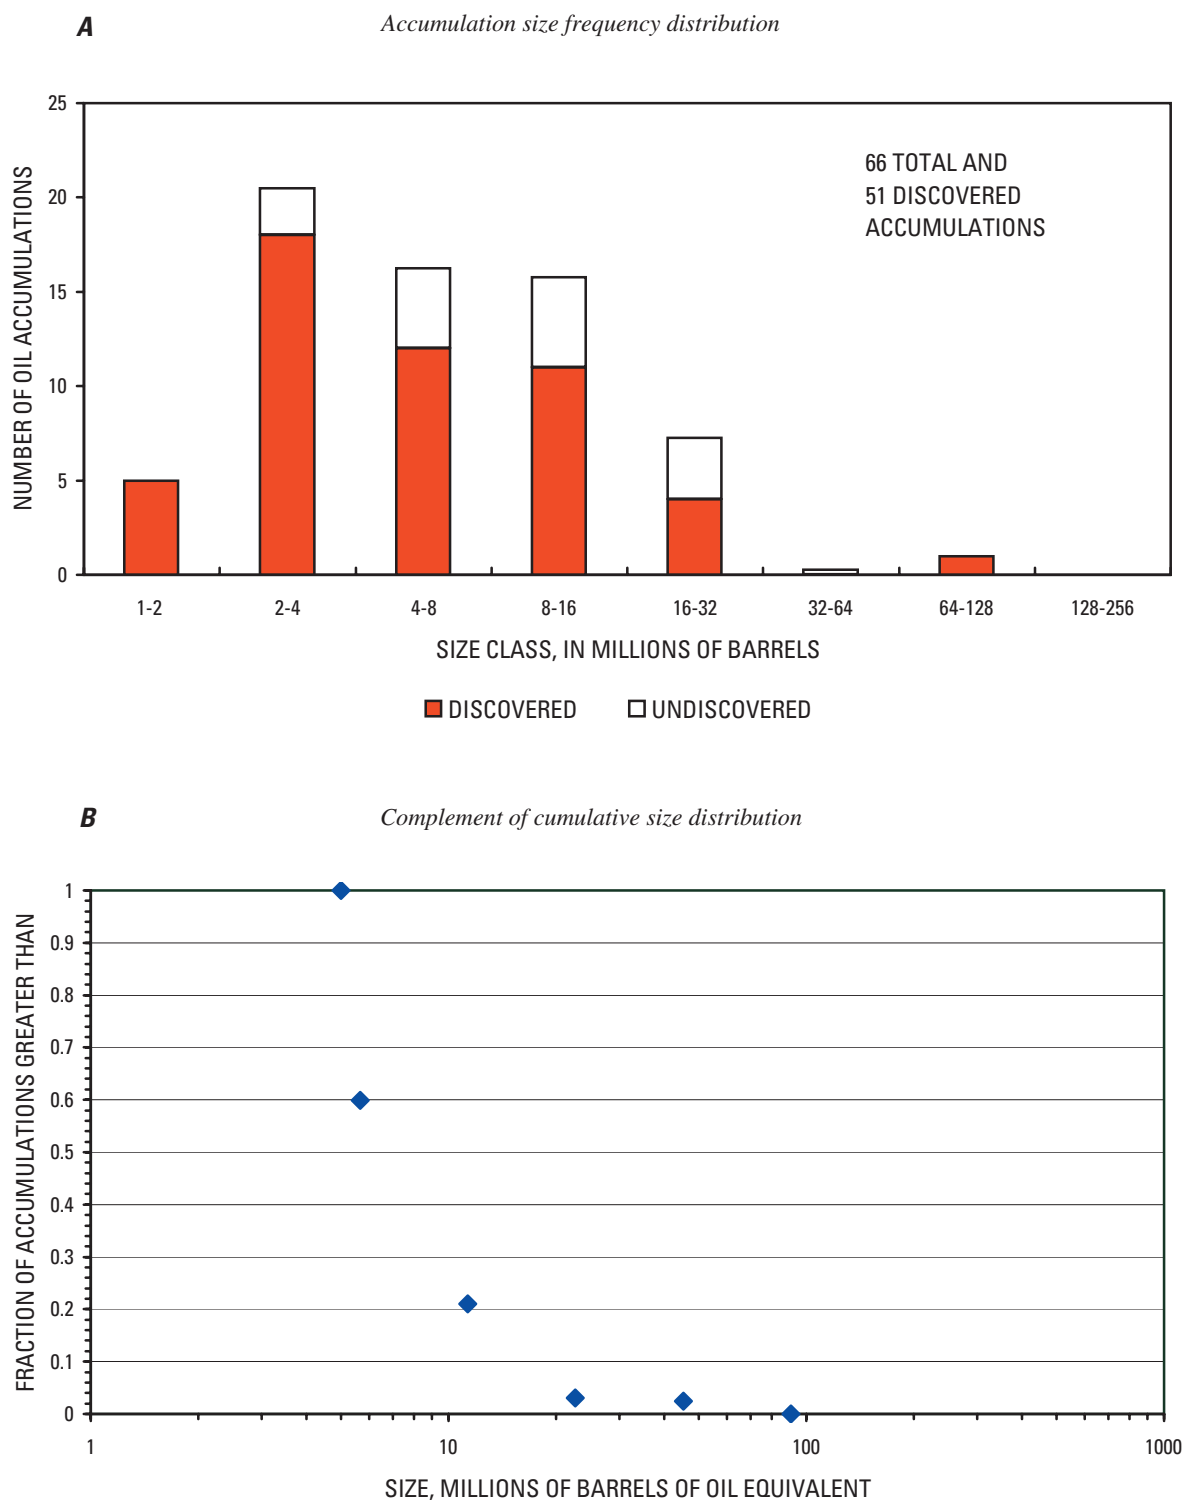 A
Accumulation size frequency distribution
NUMBER OF OIL ACCUMULATIONS
25
20
15
10
5
0
66 TOTAL AND
51 DISCOVERED
ACCUMULATIONS
1-2 2-4 4-8 8-16 16-32 32-64 64-128 128-256
SIZE CLASS, IN MILLIONS OF BARRELS
DISCOVERED UNDISCOVERED
B
Complement of cumulative size distribution
FRACTION OF ACCUMULATIONS GREATER THAN
1
0.9
0.8
0.7
0.6
0.5
0.4
0.3
0.2
0.1
0
1 10 100 1000
SIZE, MILLIONS OF BARRELS OF OIL EQUIVALENT